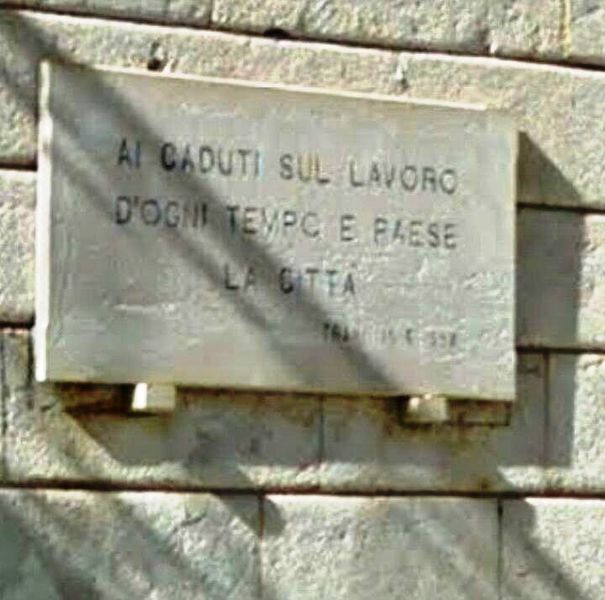 AI CADUTI SUL LAVORO
D'OGNI TEMPO E PAESE
LA CITTÀ